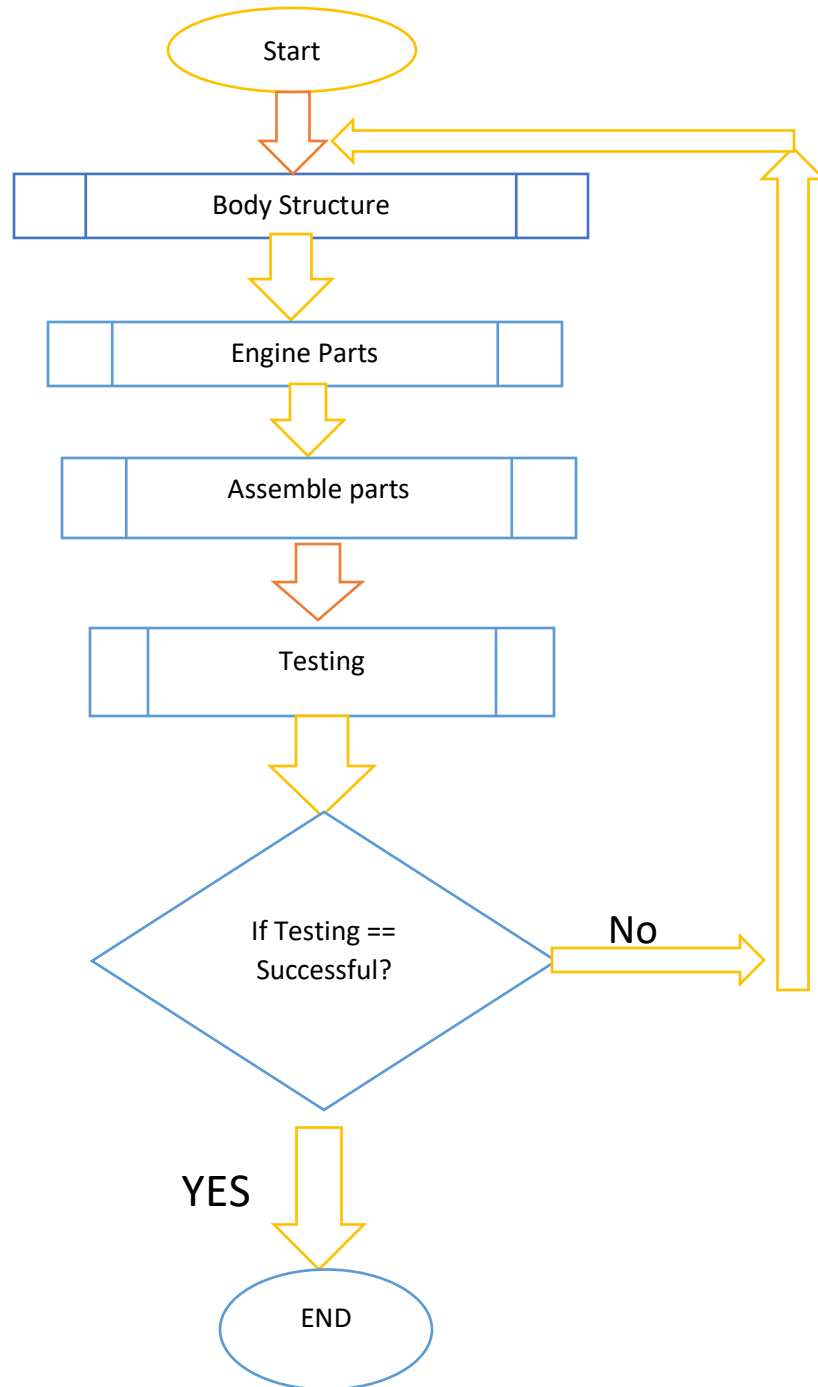 Start
Body Structure
Engine Parts
Assemble parts
Testing
If Testing ==
Successful?
No
YES
END